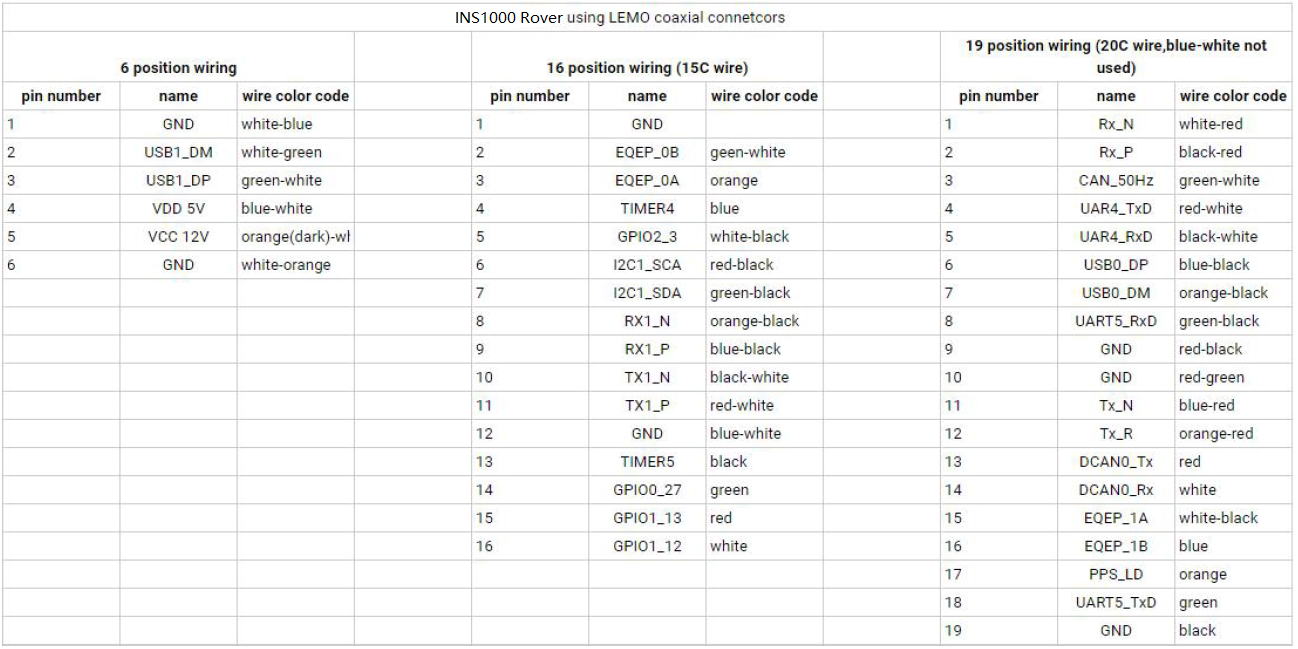 INS1000 Rover using LEMO coaxial connetcors
6 position wiring 16 position wiring (15C wire) 19 position wiring (20C wire,blue-white not used)
pin number name wire color code pin number name wire color code pin number name wire color code
1 GND white-blue 1 GND 1 Rx_N white-red
2 USB1_DM white-green 2 EQEP_0B geen-white 2 Rx_P black-red
3 USB1_DP green-white 3 EQEP_0A orange 3 CAN_50Hz green-white
4 VDD 5V blue-white 4 TIMER4 blue 4 UAR4_TxD red-white
5 VCC 12V orange(dark)-wh 5 GPIO2_3 white-black 5 UAR4_RxD black-white
6 GND white-orange 6 I2C1_SCA red-black 6 USB0_DP blue-black
7 I2C1_SDA green-black 7 USB0_DM orange-black
8 RX1_N orange-black 8 UART5_RxD green-black
9 RX1_P blue-black 9 GND red-black
10 TX1_N black-white 10 GND red-green
11 TX1_P red-white 11 Tx_N blue-red
12 GND blue-white 12 Tx_R orange-red
13 TIMER5 black 13 DCAN0_Tx red
14 GPIO0_27 green 14 DCAN0_Rx white
15 GPIO1_13 red 15 EQEP_1A white-black
16 GPIO1_12 white 16 EQEP_1B blue
17 PPS_LD orange
18 UART5_TxD green
19 GND black